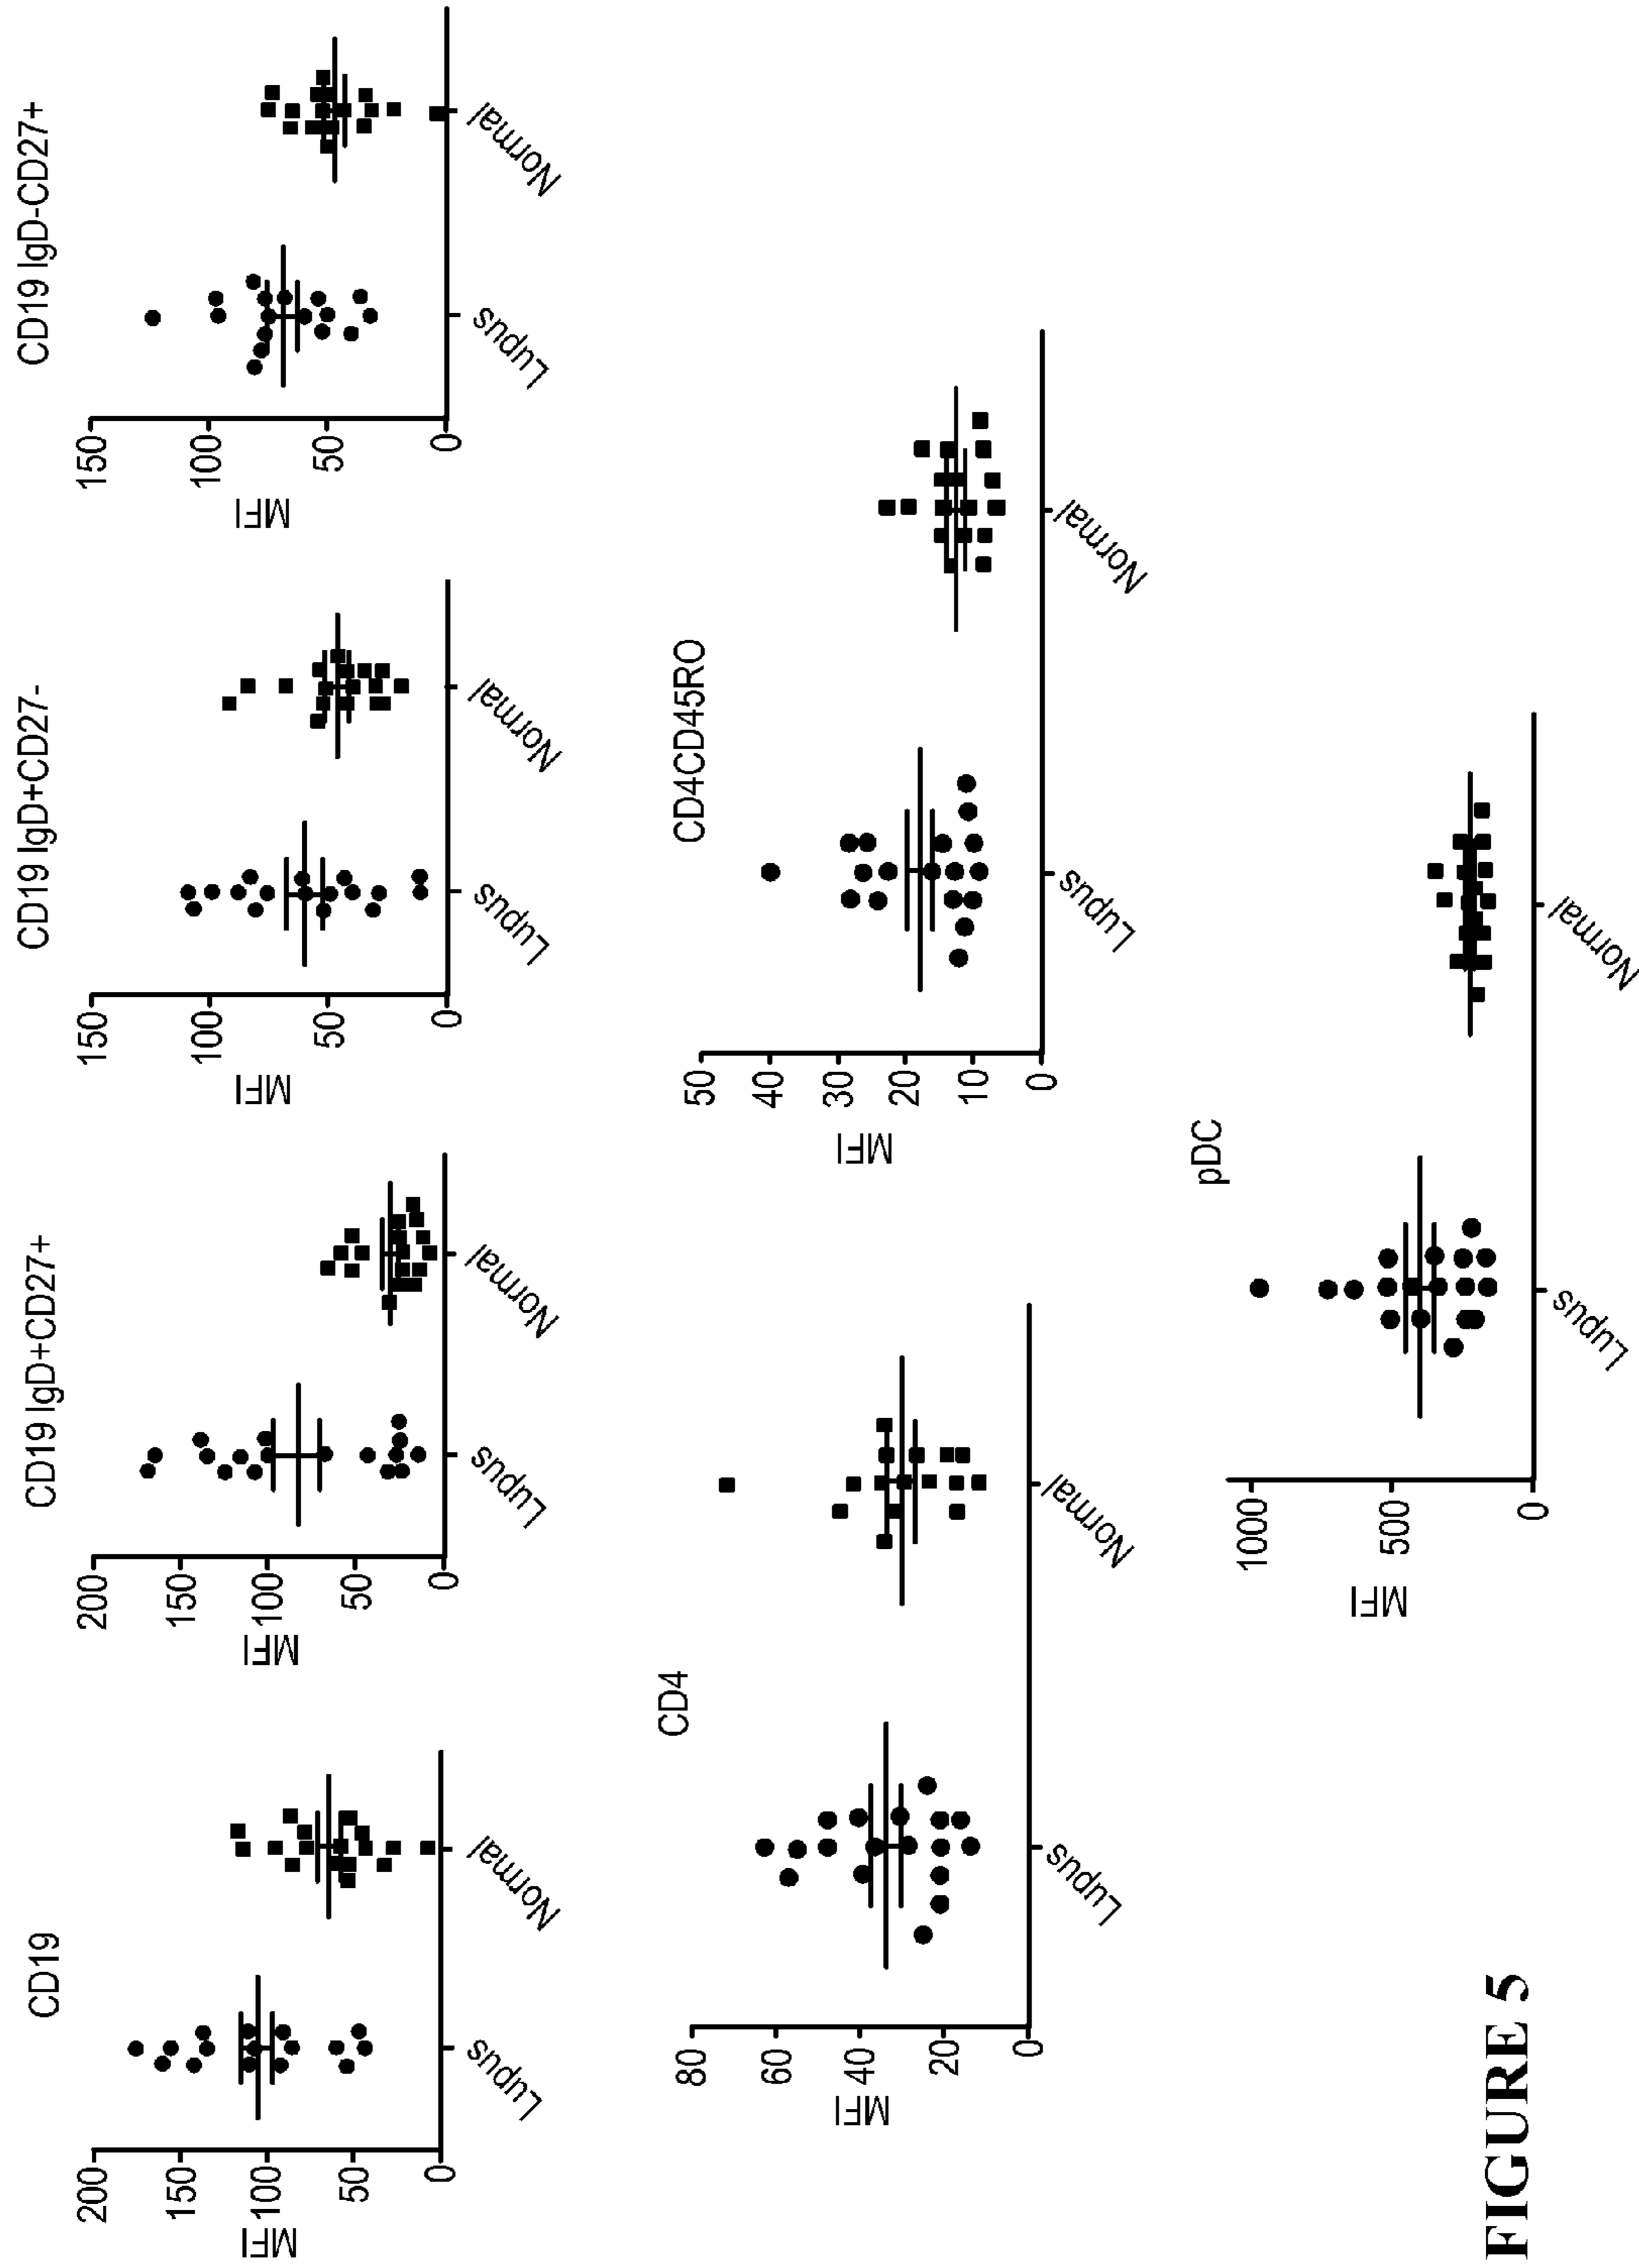 CD19
MFI
200
150
100
50
0
Lupus
Normal
CD19 IgD+CD27+
MFI
200
150
100
50
0
Lupus
Normal
CD19 IgD+CD27-
MFI
150
100
50
0
Lupus
Normal
CD19 IgD-CD27+
MFI
150
100
50
0
Lupus
Normal
CD4
MFI
80
60
40
20
0
Lupus
Normal
CD4CD45RO
MFI
50
40
30
20
10
0
Lupus
Normal
pDC
MFI
1000
500
0
Lupus
Normal
FIGURE 5